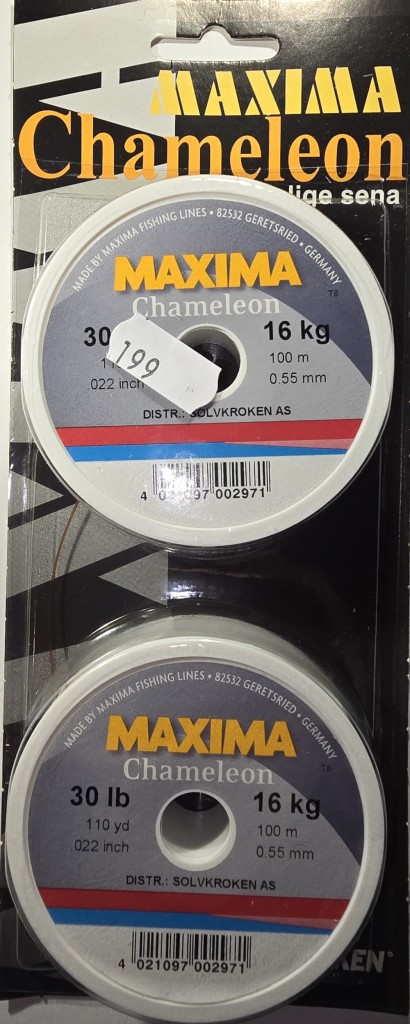 MAXIMA
Chameleon
lige sena
MADE BY MAXIMA FISHING LINES • 82532 GERETSRIED • GERMANY
T6
MAXIMA
Chameleon
30 16 kg
100 m
.022 inch 0.55 mm
199
DISTR.: SOLVKROKEN AS
4 021097 002971
MADE BY MAXIMA FISHING LINES • 82532 GERETSRIED • GERMANY
T6
MAXIMA
Chameleon
30 lb 16 kg
110 yd 100 m
.022 inch 0.55 mm
DISTR.: SOLVKROKEN AS
4 021097 002971
KEN®